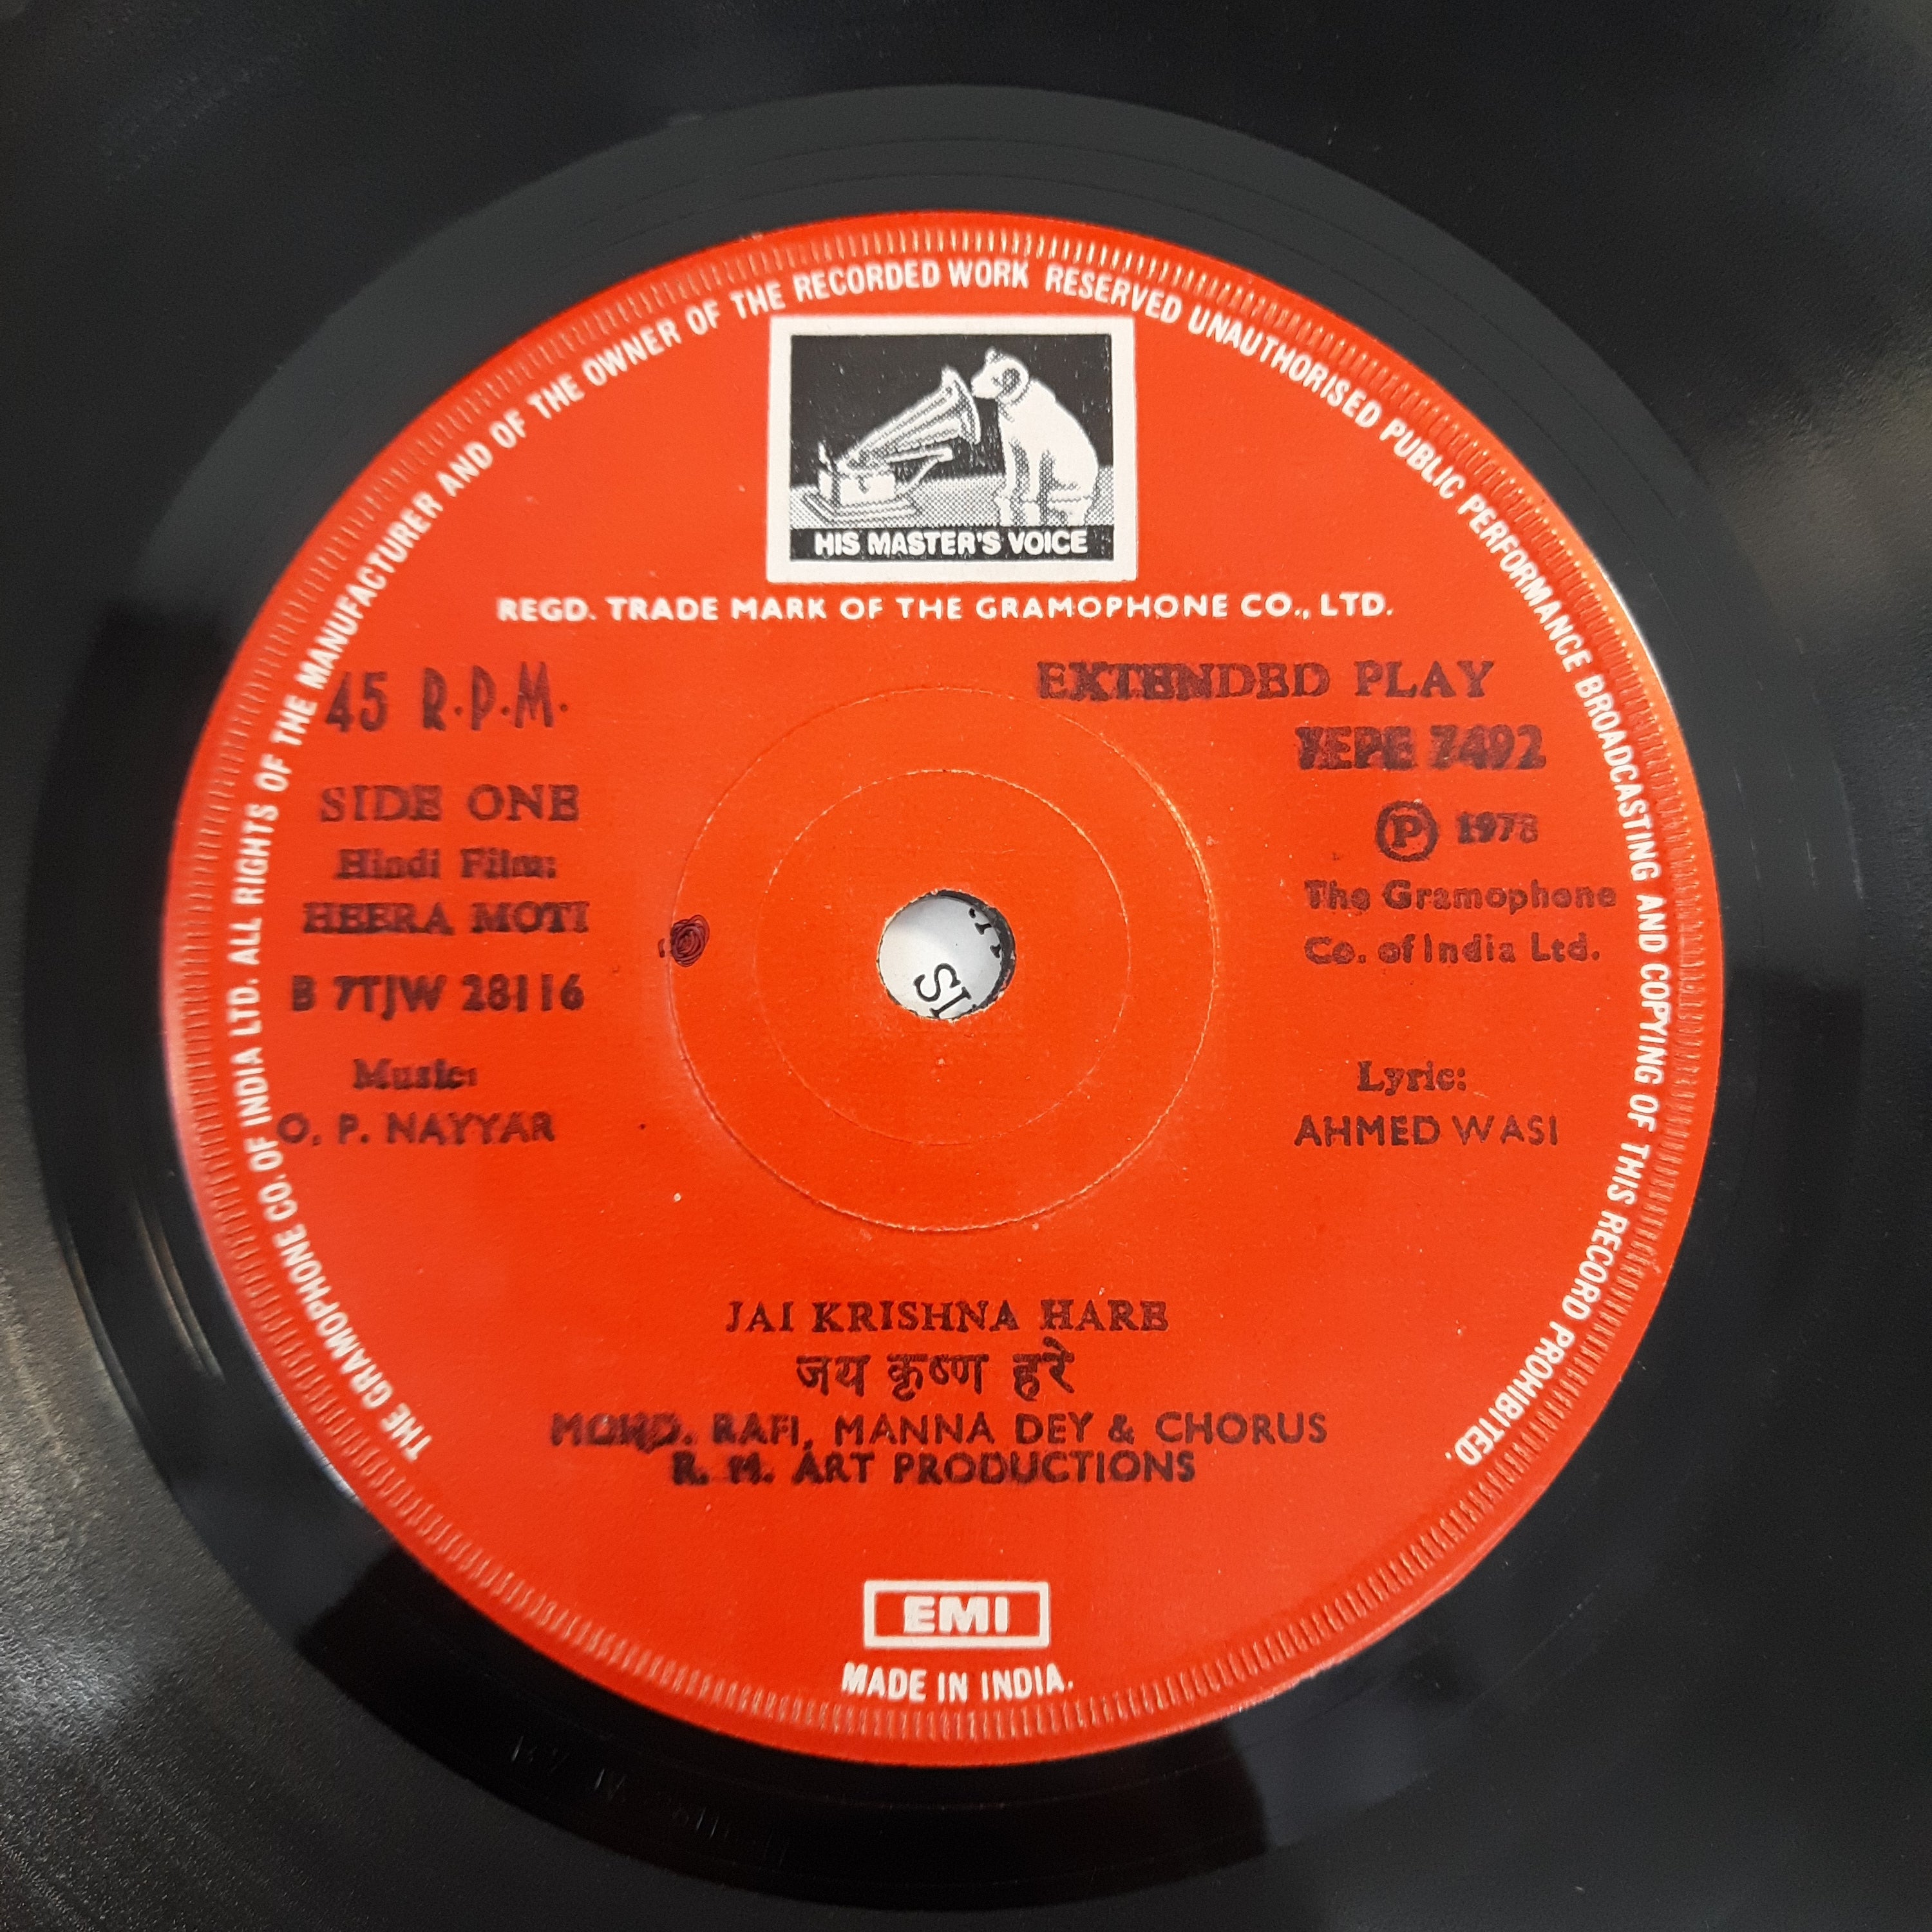 THE GRAMOPHONE CO. OF INDIA LTD. ALL RIGHTS OF THE MANUFACTURER AND OF THE OWNER OF THE RECORDED WORK RESERVED UNAUTHORISED PUBLIC PERFORMANCE BROADCASTING AND COPYING OF THIS RECORD PROHIBITED.
HIS MASTER'S VOICE
REGD. TRADE MARK OF THE GRAMOPHONE CO., LTD.
45 R.P.M.
EXTENDED PLAY
7EPE 7492
SIDE ONE
Ⓟ 1978
Hindi Film:
HEERA MOTI
The Gramophone
Co. of India Ltd.
B 7TJW 28116
Music:
O. P. NAYYAR
Lyric:
AHMED WASI
JAI KRISHNA HARE
जय कृष्ण हरे
MOHD. RAFI, MANNA DEY & CHORUS
R. M. ART PRODUCTIONS
EMI
MADE IN INDIA.